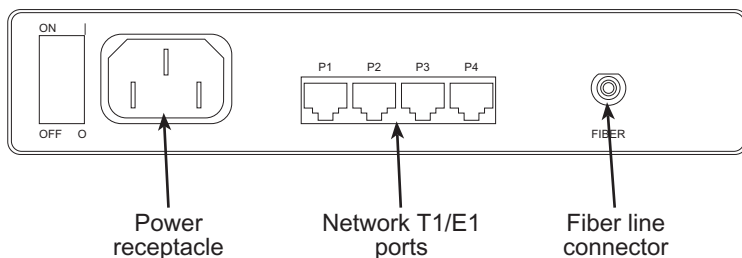 ON |
P1 P2 P3 P4
OFF O
FIBER
Power
receptacle
Network T1/E1
ports
Fiber line
connector